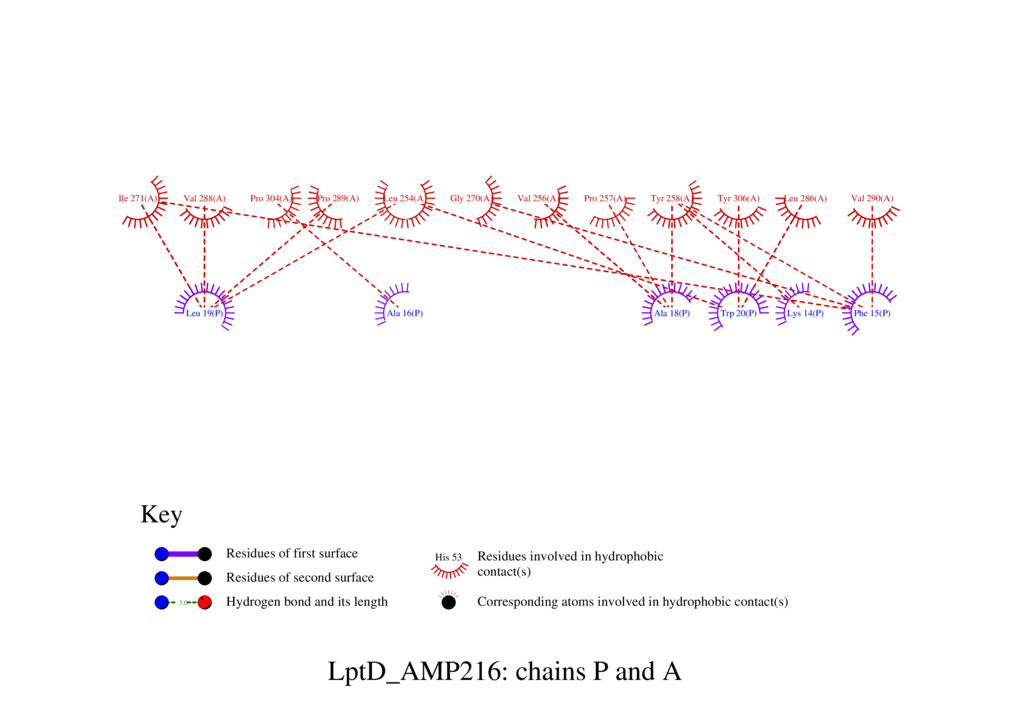 Ile 271(A) Val 288(A) Pro 304(A) Pro 289(A) Leu 254(A) Gly 270(A) Val 256(A) Pro 257(A) Tyr 258(A) Tyr 306(A) Leu 286(A) Val 290(A)
Leu 19(P) Ala 16(P) Ala 18(P) Trp 20(P) Lys 14(P) Phe 15(P)
Key
Residues of first surface
Residues of second surface
3.0 Hydrogen bond and its length
His 53 Residues involved in hydrophobic
contact(s)
Corresponding atoms involved in hydrophobic contact(s)
LptD_AMP216: chains P and A